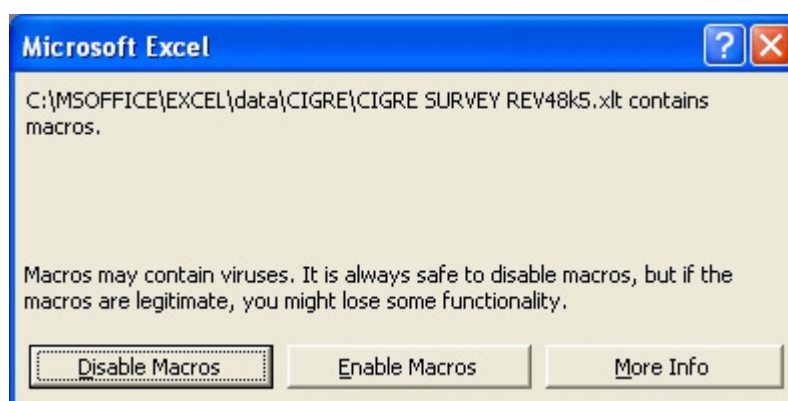 Microsoft Excel
C:\MSOFFICE\EXCEL\data\CIGRE\CIGRE SURVEY REV48k5.xlt contains
macros.
Macros may contain viruses. It is always safe to disable macros, but if the
macros are legitimate, you might lose some functionality.
Disable Macros Enable Macros More Info